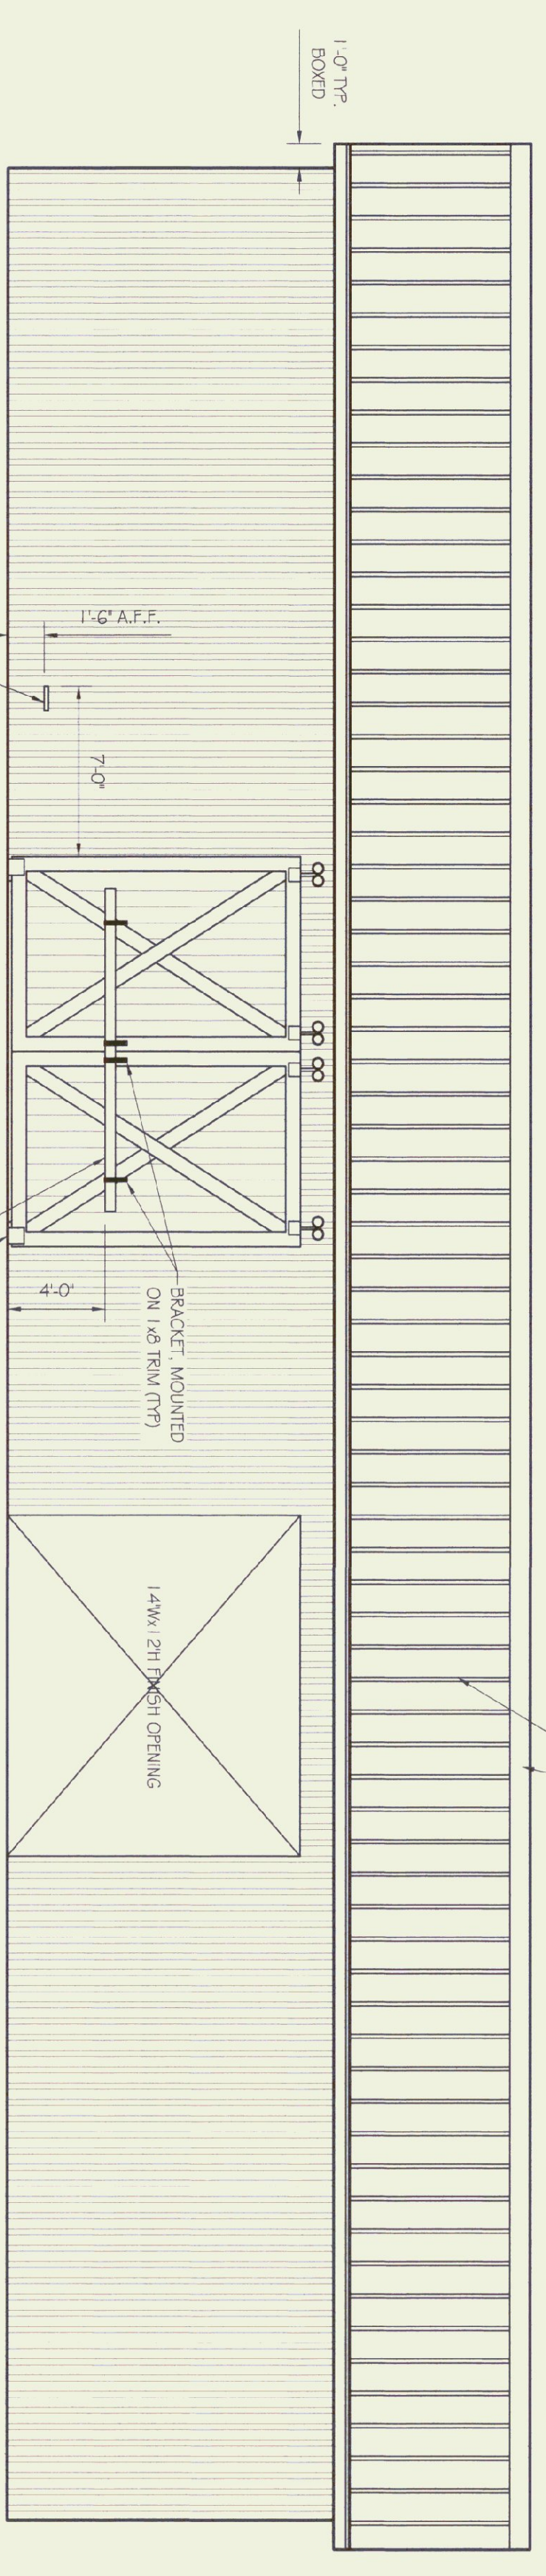 1'-0" TYP.
BOXED
1'-6" A.F.F.
7'-0"
BRACKET, MOUNTED
ON 1x8 TRIM (TYP)
4'-0"
14'Wx12'H FINISH OPENING